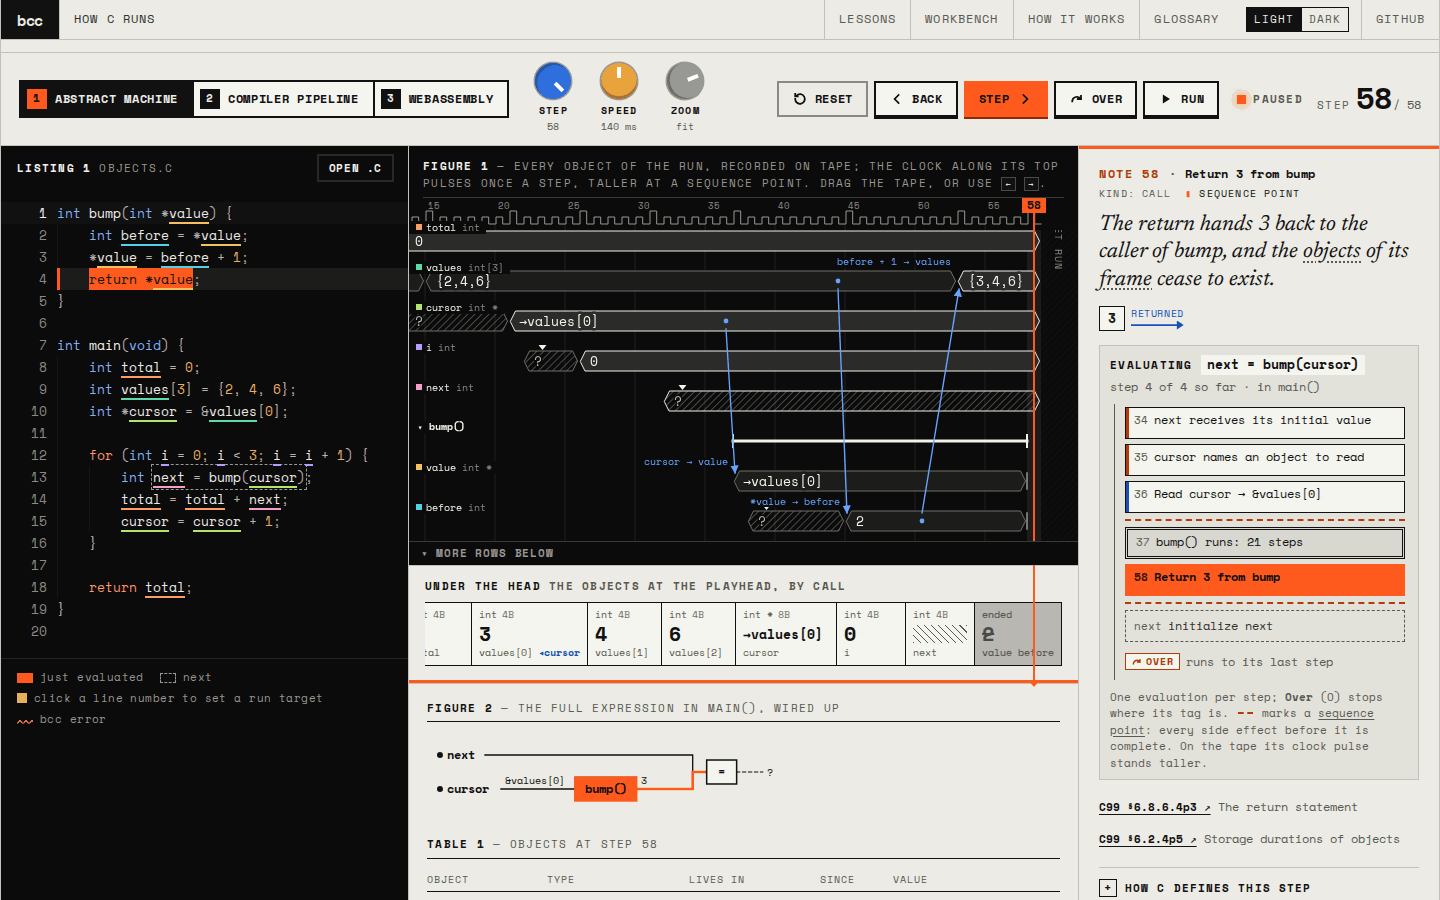 bcc HOW C RUNS LESSONS WORKBENCH HOW IT WORKS GLOSSARY LIGHT DARK GITHUB
1 ABSTRACT MACHINE 2 COMPILER PIPELINE 3 WEBASSEMBLY
STEP 58
SPEED 140 ms
ZOOM fit
RESET BACK STEP OVER RUN PAUSED STEP 58 / 58
LISTING 1 OBJECTS.C OPEN .C
1 int bump(int *value) {
2 int before = *value;
3 *value = before + 1;
4 return *value;
5 }
6
7 int main(void) {
8 int total = 0;
9 int values[3] = {2, 4, 6};
10 int *cursor = &values[0];
11
12 for (int i = 0; i < 3; i = i + 1) {
13 int next = bump(cursor);
14 total = total + next;
15 cursor = cursor + 1;
16 }
17
18 return total;
19 }
20
just evaluated next
click a line number to set a run target
bcc error
FIGURE 1 — EVERY OBJECT OF THE RUN, RECORDED ON TAPE; THE CLOCK ALONG ITS TOP
PULSES ONCE A STEP, TALLER AT A SEQUENCE POINT. DRAG THE TAPE, OR USE ← →.
15 20 25 30 35 40 45 50 55 58
total int
0
values int[3]
before + 1 → values
{2,4,6} {3,4,6}
cursor int *
? →values[0]
i int
? 0
next int
?
▾ bump()
cursor → value
value int *
→values[0]
*value → before
before int
? 2
▾ MORE ROWS BELOW
UNDER THE HEAD THE OBJECTS AT THE PLAYHEAD, BY CALL
4B
int 4B 3 values[0] ◂cursor
int 4B 4 values[1]
int 4B 6 values[2]
int * 8B →values[0] cursor
int 4B 0 i
int 4B next
ended 2 value before
FIGURE 2 — THE FULL EXPRESSION IN MAIN(), WIRED UP
next
= ?
cursor &values[0] bump() 3
TABLE 1 — OBJECTS AT STEP 58
OBJECT TYPE LIVES IN SINCE VALUE
NOTE 58 · Return 3 from bump
KIND: CALL SEQUENCE POINT
The return hands 3 back to the
caller of bump, and the objects of its
frame cease to exist.
3 RETURNED
EVALUATING next = bump(cursor)
step 4 of 4 so far · in main()
34 next receives its initial value
35 cursor names an object to read
36 Read cursor → &values[0]
37 bump() runs: 21 steps
58 Return 3 from bump
next initialize next
OVER runs to its last step
One evaluation per step; Over (O) stops
where its tag is. -- marks a sequence
point: every side effect before it is
complete. On the tape its clock pulse
stands taller.
C99 §6.8.6.4p3 ↗ The return statement
C99 §6.2.4p5 ↗ Storage durations of objects
+ HOW C DEFINES THIS STEP